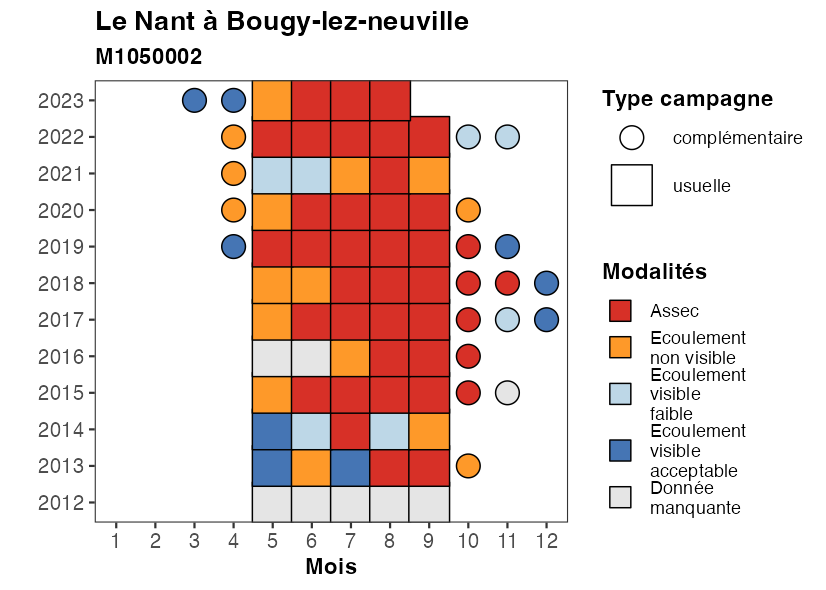 Le Nant à Bougy-lez-neuville
M1050002
2023
2022
2021
2020
2019
2018
2017
2016
2015
2014
2013
2012
1 2 3 4 5 6 7 8 9 10 11 12
Mois
Type campagne
complémentaire
usuelle
Modalités
Assec
Ecoulement
non visible
Ecoulement
visible
faible
Ecoulement
visible
acceptable
Donnée
manquante